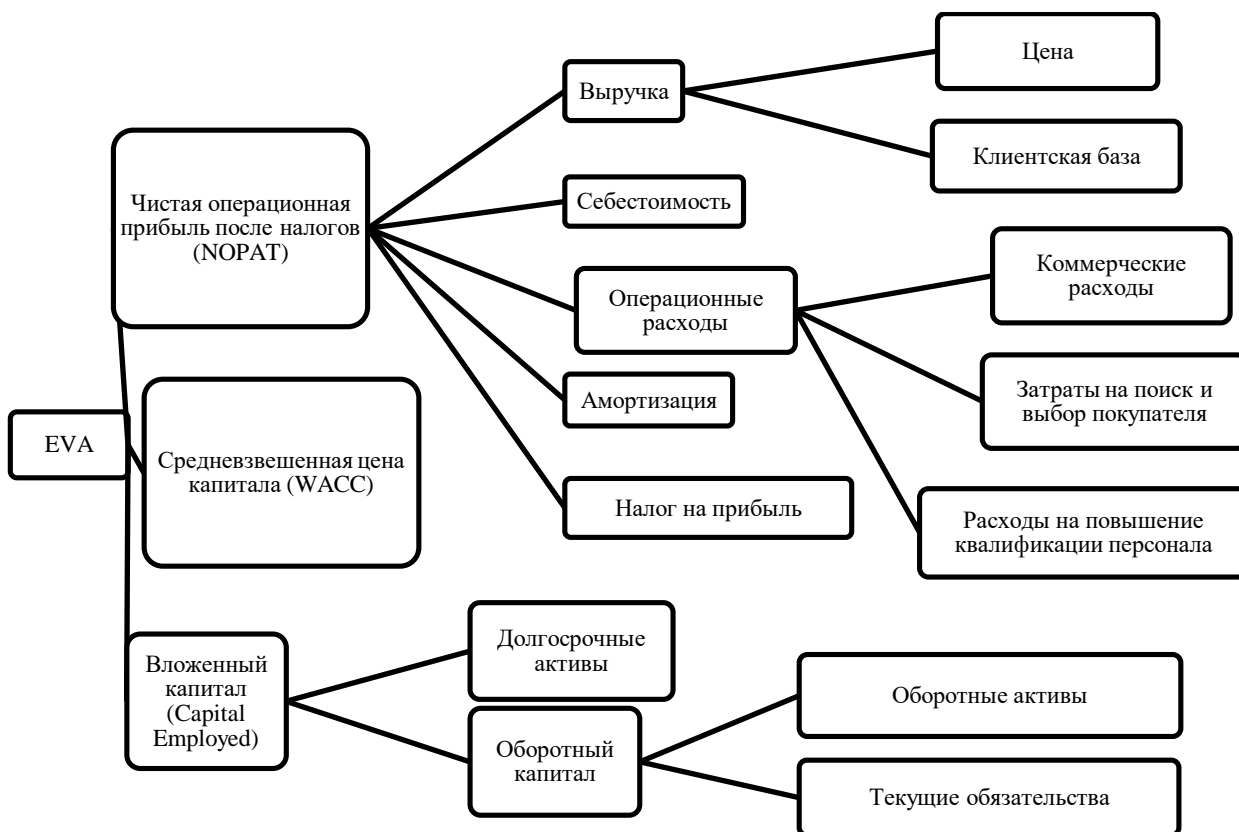 Цена
Выручка
Клиентская база
Чистая операционная
прибыль после налогов
(NOPAT)
Себестоимость
Коммерческие
расходы
Операционные
расходы
Затраты на поиск и
выбор покупателя
Амортизация
EVA
Средневзвешенная цена
капитала (WACC)
Налог на прибыль
Расходы на повышение
квалификации персонала
Долгосрочные
активы
Вложенный
капитал
(Capital
Employed)
Оборотные активы
Оборотный
капитал
Текущие обязательства